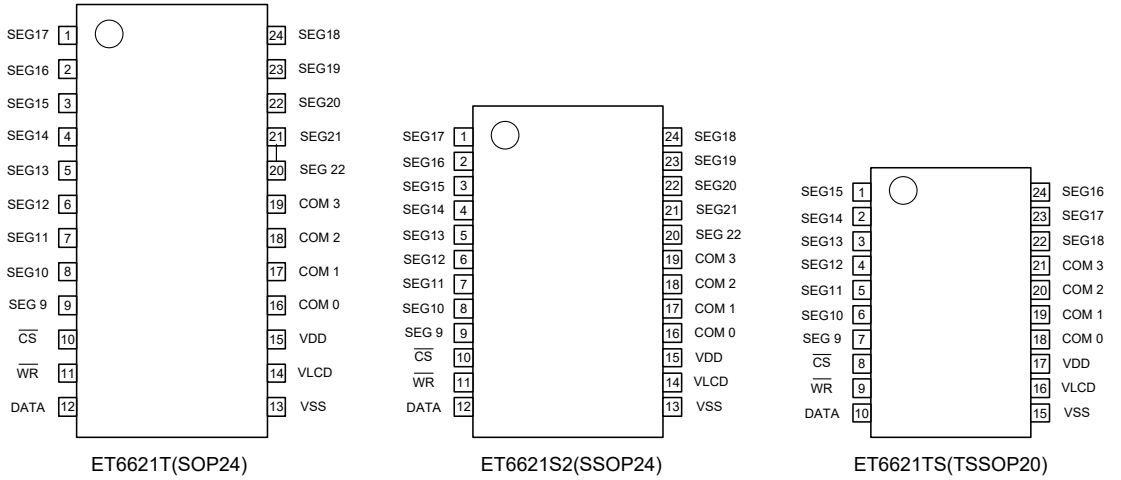 SEG17 1 24 SEG18
SEG16 2 23 SEG19
SEG15 3 22 SEG20
SEG14 4 21 SEG21
SEG13 5 20 SEG 22
SEG12 6 19 COM 3
SEG11 7 18 COM 2
SEG10 8 17 COM 1
SEG 9 9 16 COM 0
CS 10 15 VDD
WR 11 14 VLCD
DATA 12 13 VSS
ET6621T(SOP24)
SEG17 1 24 SEG18
SEG16 2 23 SEG19
SEG15 3 22 SEG20
SEG14 4 21 SEG21
SEG13 5 20 SEG 22
SEG12 6 19 COM 3
SEG11 7 18 COM 2
SEG10 8 17 COM 1
SEG 9 9 16 COM 0
CS 10 15 VDD
WR 11 14 VLCD
DATA 12 13 VSS
ET6621S2(SSOP24)
SEG15 1 24 SEG16
SEG14 2 23 SEG17
SEG13 3 22 SEG18
SEG12 4 21 COM 3
SEG11 5 20 COM 2
SEG10 6 19 COM 1
SEG 9 7 18 COM 0
CS 8 17 VDD
WR 9 16 VLCD
DATA 10 15 VSS
ET6621TS(TSSOP20)